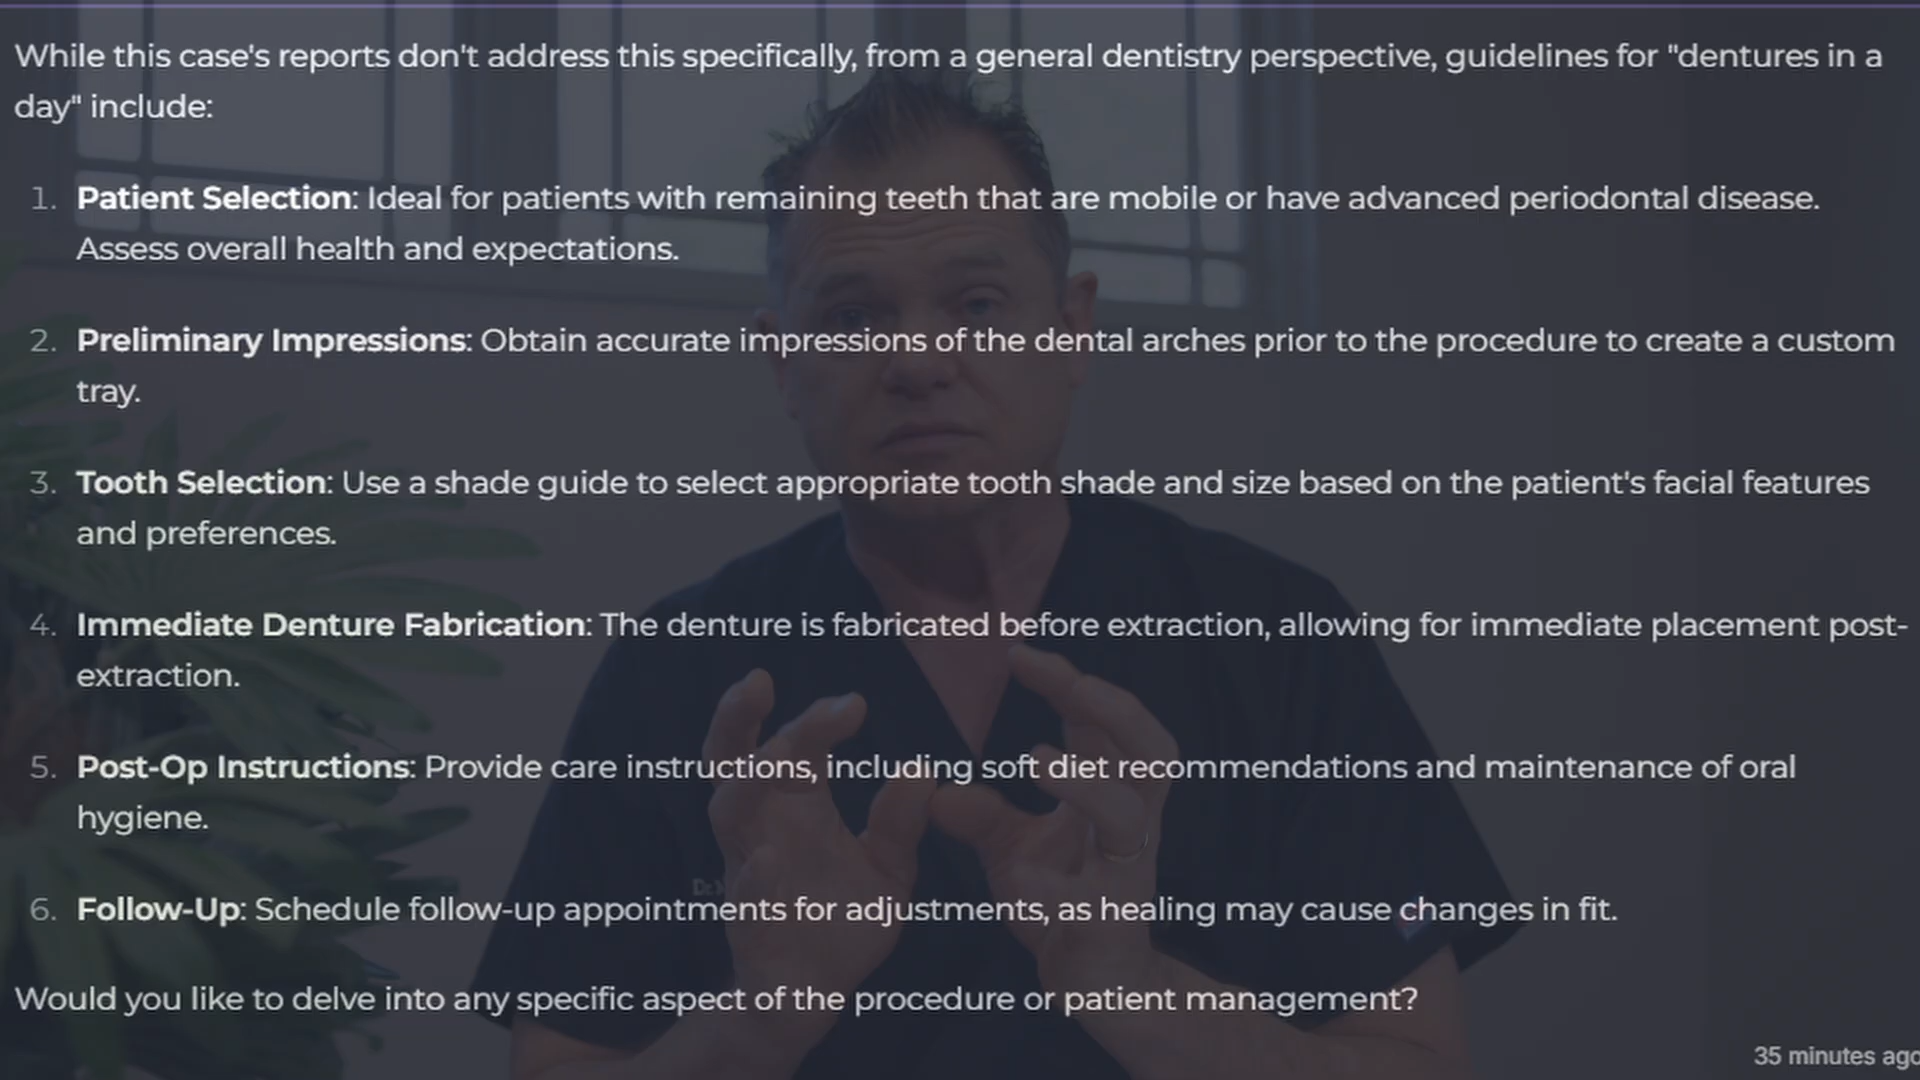 While this case's reports don't address this specifically, from a general dentistry perspective, guidelines for "dentures in a
day" include:
1. Patient Selection: Ideal for patients with remaining teeth that are mobile or have advanced periodontal disease.
Assess overall health and expectations.
2. Preliminary Impressions: Obtain accurate impressions of the dental arches prior to the procedure to create a custom
tray.
3. Tooth Selection: Use a shade guide to select appropriate tooth shade and size based on the patient's facial features
and preferences.
4. Immediate Denture Fabrication: The denture is fabricated before extraction, allowing for immediate placement post-
extraction.
5. Post-Op Instructions: Provide care instructions, including soft diet recommendations and maintenance of oral
hygiene.
6. Follow-Up: Schedule follow-up appointments for adjustments, as healing may cause changes in fit.
Would you like to delve into any specific aspect of the procedure or patient management?
35 minutes ago